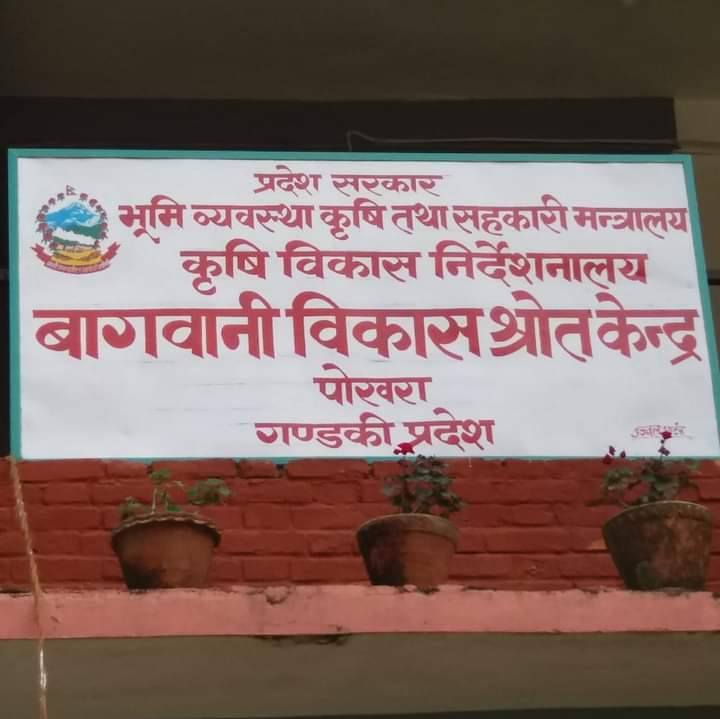 प्रदेश सरकार
भूमि व्यवस्था कृषि तथा सहकारी मन्त्रालय
कृषि विकास निर्देशनालय
बागवानी विकास श्रोत केन्द्र
पोखरा
गण्डकी प्रदेश